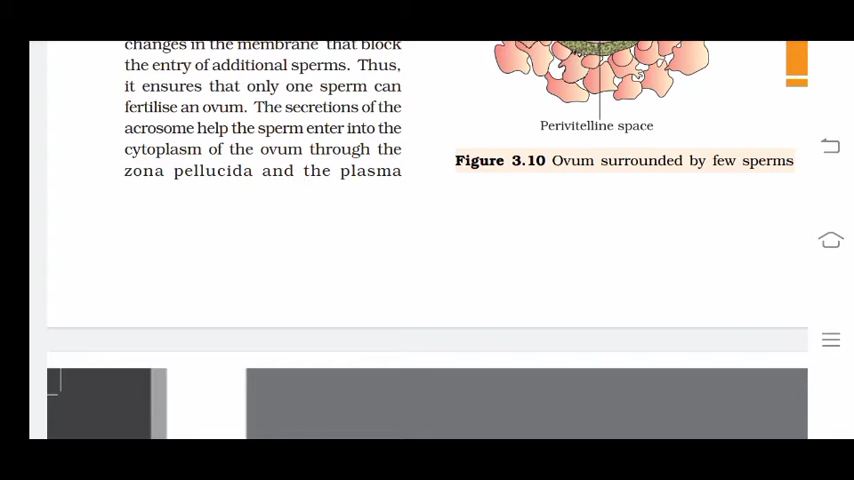 changes in the membrane that block
the entry of additional sperms. Thus,
it ensures that only one sperm can
fertilise an ovum. The secretions of the
acrosome help the sperm enter into the
cytoplasm of the ovum through the
zona pellucida and the plasma
Perivitelline space
Figure 3.10 Ovum surrounded by few sperms